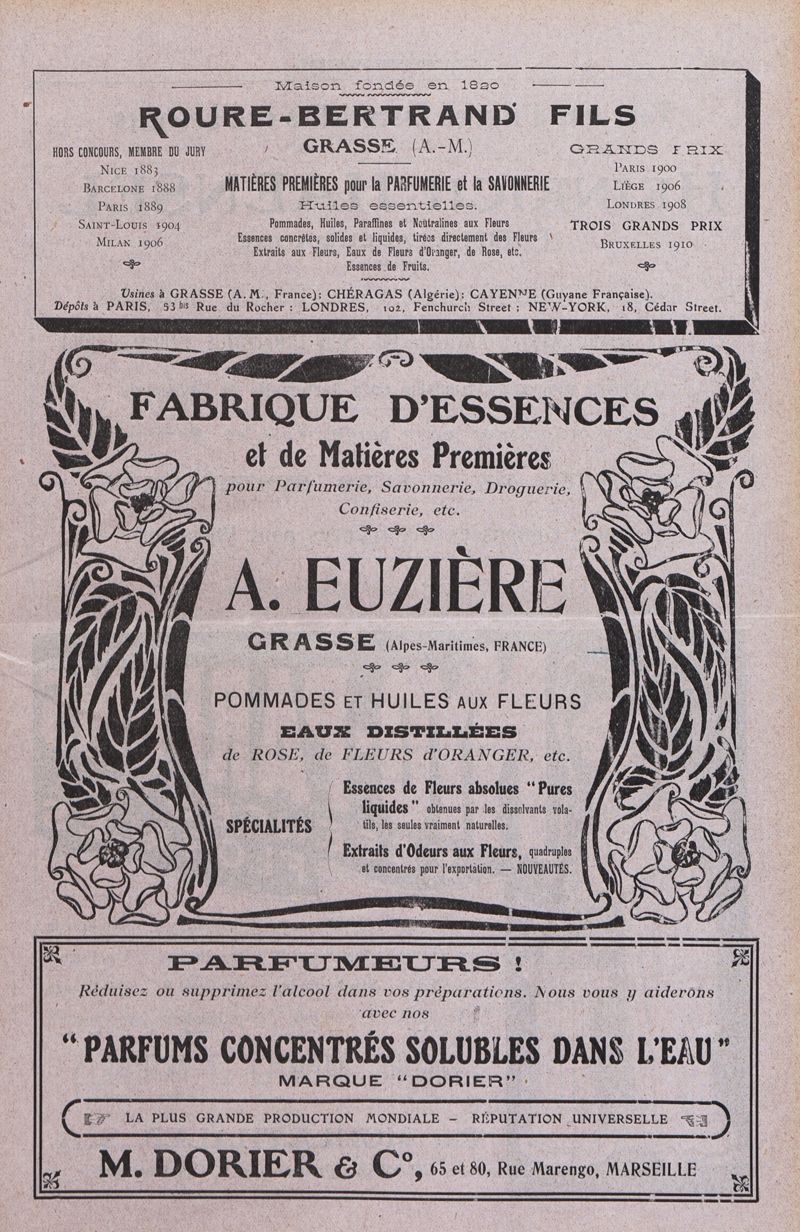 Maison fondée en 1820
ROURE-BERTRAND FILS
GRASSE (A.-M.)
HORS CONCOURS, MEMBRE DU JURY
NICE 1883
BARCELONE 1888
PARIS 1889
SAINT-LOUIS 1904
MILAN 1906
MATIÈRES PREMIÈRES pour la PARFUMERIE et la SAVONNERIE
Huiles essentielles.
Pommades, Huiles, Paraffines et Neutralines aux Fleurs
Essences concrètes, solides et liquides, tirées directement des Fleurs
Extraits aux Fleurs, Eaux de Fleurs d'Oranger, de Rose, etc.
Essences de Fruits.
GRANDS PRIX
PARIS 1900
LIÈGE 1906
LONDRES 1908
TROIS GRANDS PRIX
BRUXELLES 1910
Usines à GRASSE (A. M., France): CHÉRAGAS (Algérie); CAYENNE (Guyane Française).
Dépôts à PARIS, 53 bis Rue du Rocher : LONDRES, 102, Fenchurch Street ; NEW-YORK, 18, Cédar Street.
FABRIQUE D'ESSENCES
et de Matières Premières
pour Parfumerie, Savonnerie, Droguerie,
Confiserie, etc.
A. EUZIÈRE
GRASSE (Alpes-Maritimes, FRANCE)
POMMADES ET HUILES AUX FLEURS
EAUX DISTILLÉES
de ROSE, de FLEURS d'ORANGER, etc.
SPÉCIALITÉS
Essences de Fleurs absolues "Pures
liquides" obtenues par les dissolvants vola-
tils, les seules vraiment naturelles.
Extraits d'Odeurs aux Fleurs, quadruples
et concentrés pour l'exportation. — NOUVEAUTÉS.
PARFUMEURS !
Réduisez ou supprimez l'alcool dans vos préparations. Nous vous y aiderons
avec nos
"PARFUMS CONCENTRÉS SOLUBLES DANS L'EAU"
MARQUE "DORIER"
LA PLUS GRANDE PRODUCTION MONDIALE – RÉPUTATION UNIVERSELLE
M. DORIER & C°, 65 et 80, Rue Marengo, MARSEILLE